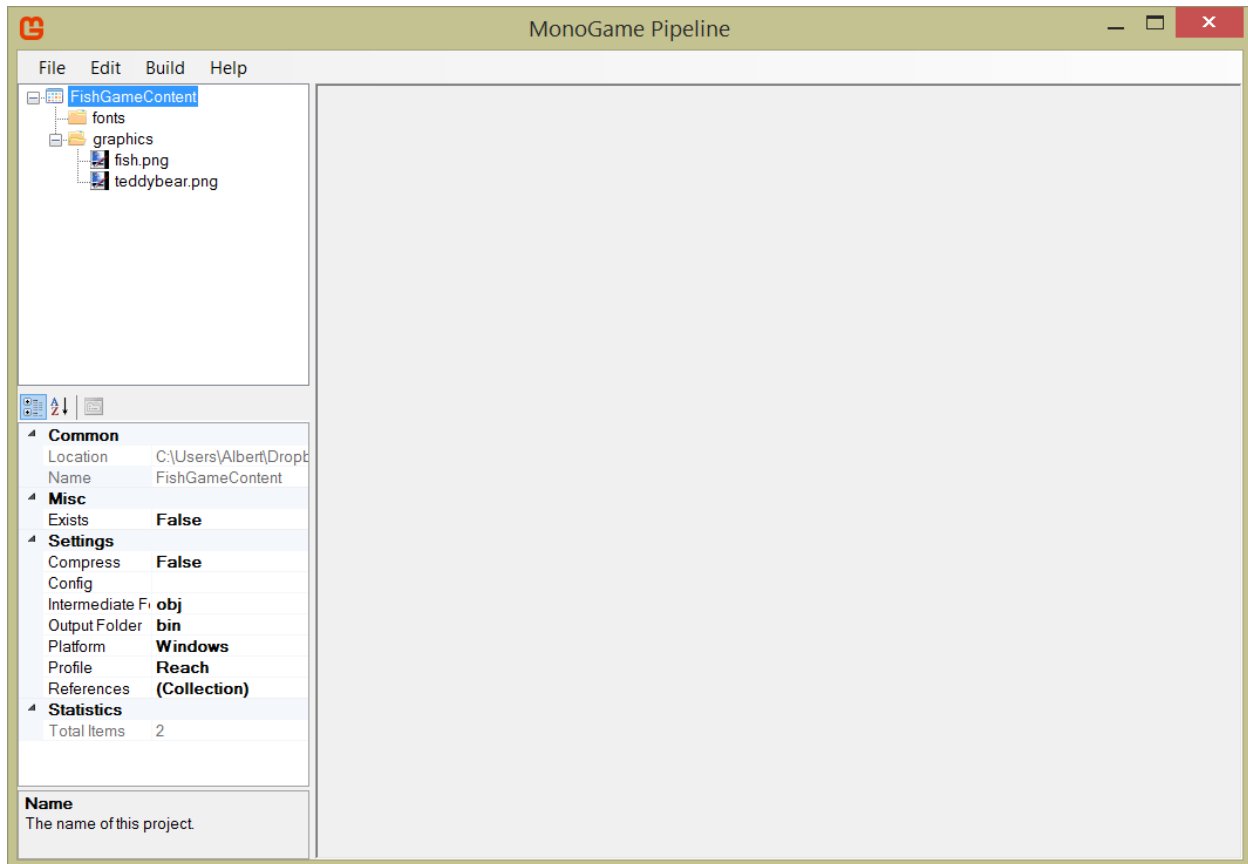 MonoGame Pipeline
File Edit Build Help
FishGameContent
fonts
graphics
fish.png
teddybear.png
Common
Location C:\Users\Albert\Dropb
Name FishGameContent
Misc
Exists False
Settings
Compress False
Config
Intermediate F obj
Output Folder bin
Platform Windows
Profile Reach
References (Collection)
Statistics
Total Items 2
Name
The name of this project.